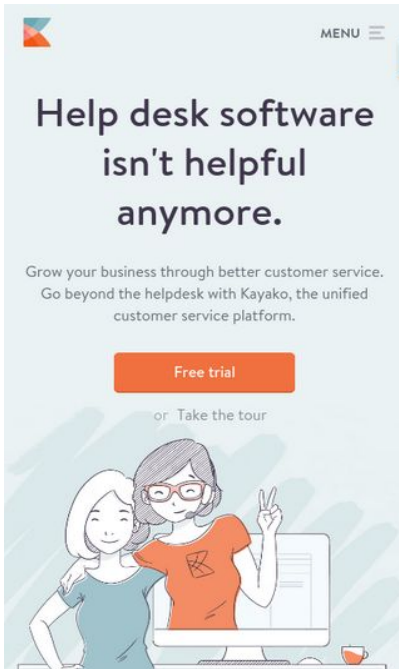 MENU
Help desk software
isn't helpful
anymore.
Grow your business through better customer service.
Go beyond the helpdesk with Kayako, the unified
customer service platform.
Free trial
or Take the tour